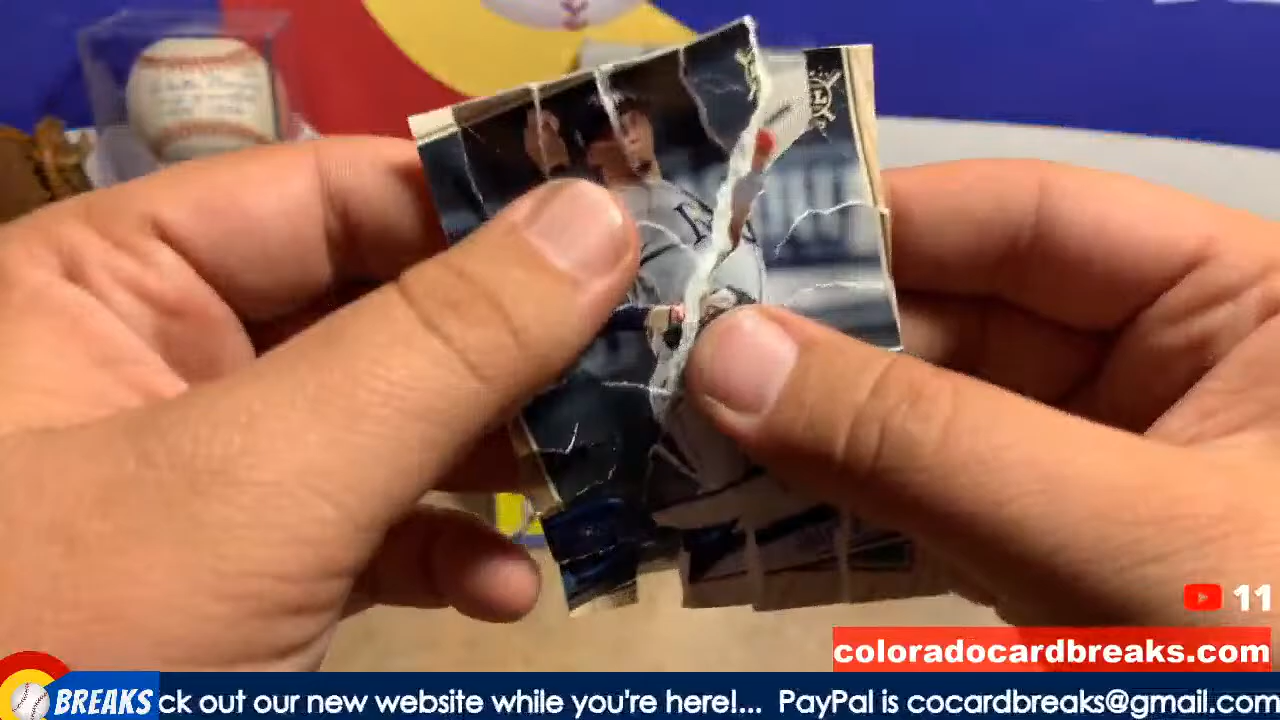 11
coloradocardbreaks.com
BREAKS
ck out our new website while you're here!... PayPal is cocardbreaks@gmail.com